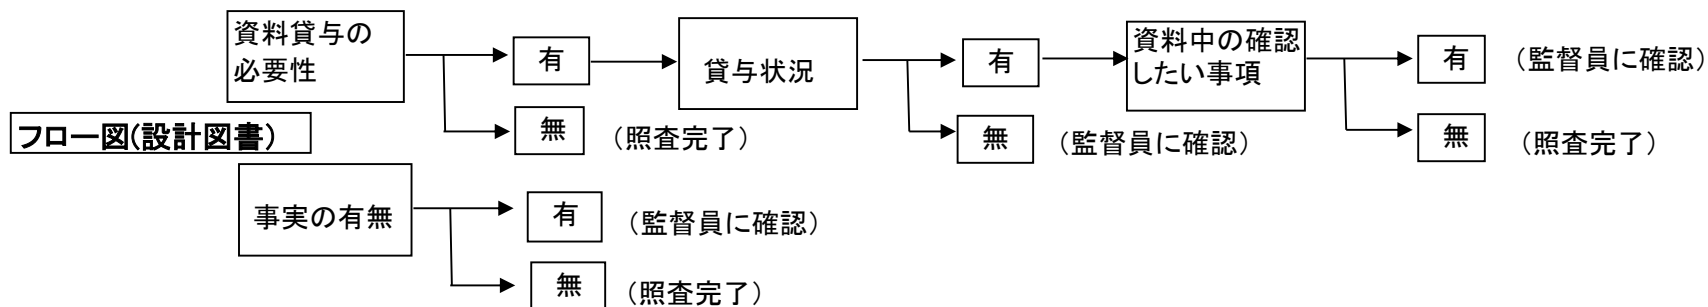 資料貸与の
必要性
有
貸与状況
有
資料中の確認
したい事項
有
（監督員に確認）
無
（照査完了）
無
（監督員に確認）
無
（照査完了）
フロー図(設計図書）
事実の有無
有
（監督員に確認）
無
（照査完了）